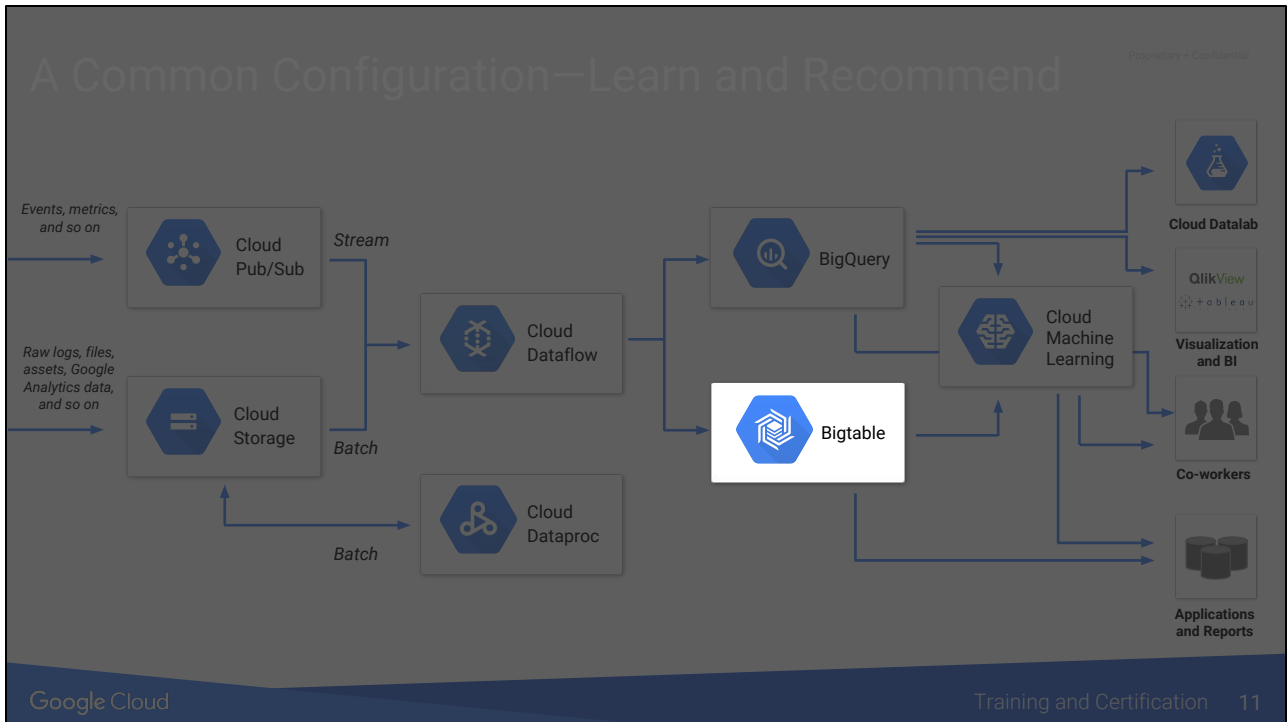 Proprietary + Confidential
A Common Configuration—Learn and Recommend
Events, metrics,
and so on
Cloud
Pub/Sub
Stream
Raw logs, files,
assets, Google
Analytics data,
and so on
Cloud
Storage
Batch
Cloud
Dataflow
Cloud
Dataproc
Batch
BigQuery
Bigtable
Cloud
Machine
Learning
Cloud Datalab
QlikView
+ableau
Visualization
and BI
Co-workers
Applications
and Reports
Google Cloud
Training and Certification 11